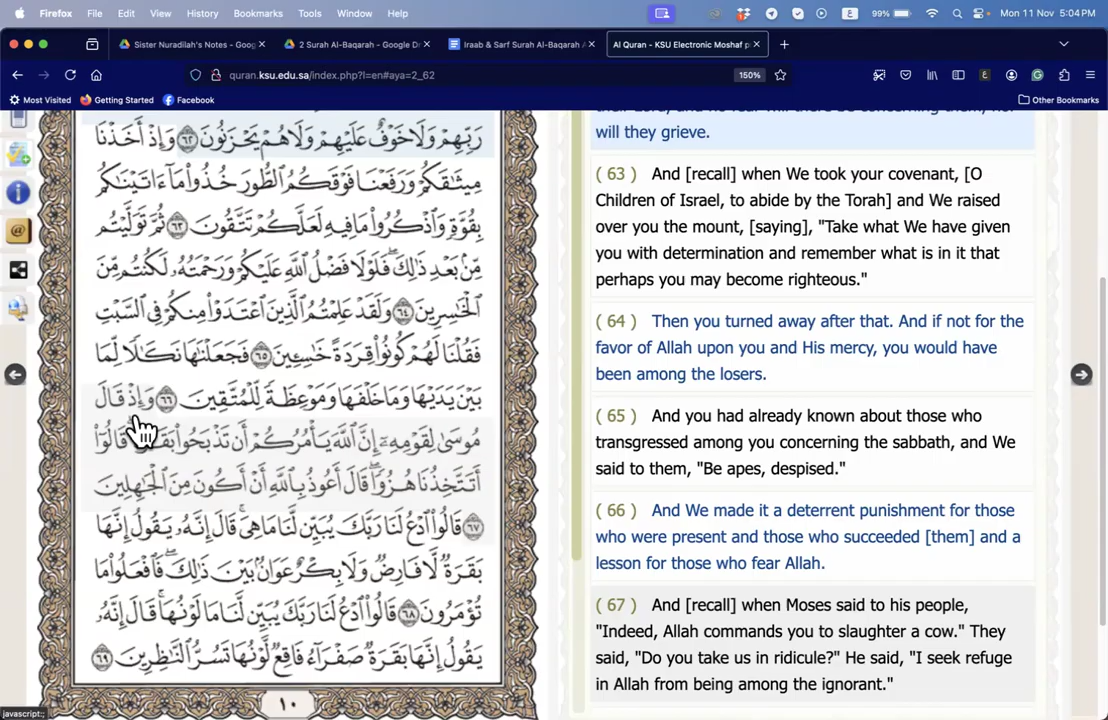 Firefox File Edit View History Bookmarks Tools Window Help 99% Mon 11 Nov 5:04 PM
Sister Nuradilah's Notes - Goog 2 Surah Al-Baqarah - Google D Iraab & Sarf Surah Al-Baqarah A Al Quran - KSU Electronic Moshaf p
quran.ksu.edu.sa/index.php?l=en#aya=2_62 150%
Most Visited Getting Started Facebook Other Bookmarks
رَبِّهِمْ وَلَا خَوْفٌ عَلَيْهِمْ وَلَا هُمْ يَحْزَنُونَ ٦٢ وَإِذْ أَخَذْنَا
مِيثَٰقَكُمْ وَرَفَعْنَا فَوْقَكُمُ ٱلطُّورَ خُذُوا۟ مَآ ءَاتَيْنَٰكُم
بِقُوَّةٍ وَٱذْكُرُوا۟ مَا فِيهِ لَعَلَّكُمْ تَتَّقُونَ ٦٣ ثُمَّ تَوَلَّيْتُم
مِّنۢ بَعْدِ ذَٰلِكَ ۖ فَلَوْلَا فَضْلُ ٱللَّهِ عَلَيْكُمْ وَرَحْمَتُهُۥ لَكُنتُم مِّنَ
ٱلْخَٰسِرِينَ ٦٤ وَلَقَدْ عَلِمْتُمُ ٱلَّذِينَ ٱعْتَدَوْا۟ مِنكُمْ فِى ٱلسَّبْتِ
فَقُلْنَا لَهُمْ كُونُوا۟ قِرَدَةً خَٰسِـِٔينَ ٦٥ فَجَعَلْنَٰهَا نَكَٰلًا لِّمَا
بَيْنَ يَدَيْهَا وَمَا خَلْفَهَا وَمَوْعِظَةً لِّلْمُتَّقِينَ ٦٦ وَإِذْ قَالَ
مُوسَىٰ لِقَوْمِهِۦٓ إِنَّ ٱللَّهَ يَأْمُرُكُمْ أَن تَذْبَحُوا۟ قَالُوٓا۟
أَتَتَّخِذُنَا هُزُوًا ۖ قَالَ أَعُوذُ بِٱللَّهِ أَنْ أَكُونَ مِنَ ٱلْجَٰهِلِينَ
٦٧ قَالُوا۟ ٱدْعُ لَنَا رَبَّكَ يُبَيِّن لَّنَا مَا هِىَ ۚ قَالَ إِنَّهُۥ يَقُولُ إِنَّهَا
بَقَرَةٌ لَّا فَارِضٌ وَلَا بِكْرٌ عَوَانٌۢ بَيْنَ ذَٰلِكَ ۖ فَٱفْعَلُوا۟ مَا
تُؤْمَرُونَ ٦٨ قَالُوا۟ ٱدْعُ لَنَا رَبَّكَ يُبَيِّن لَّنَا مَا لَوْنُهَا ۚ قَالَ إِنَّهُۥ
يَقُولُ إِنَّهَا بَقَرَةٌ صَفْرَآءُ فَاقِعٌ لَّوْنُهَا تَسُرُّ ٱلنَّٰظِرِينَ ٦٩
١٠
will they grieve.
( 63 ) And [recall] when We took your covenant, [O
Children of Israel, to abide by the Torah] and We raised
over you the mount, [saying], "Take what We have given
you with determination and remember what is in it that
perhaps you may become righteous."
( 64 ) Then you turned away after that. And if not for the
favor of Allah upon you and His mercy, you would have
been among the losers.
( 65 ) And you had already known about those who
transgressed among you concerning the sabbath, and We
said to them, "Be apes, despised."
( 66 ) And We made it a deterrent punishment for those
who were present and those who succeeded [them] and a
lesson for those who fear Allah.
( 67 ) And [recall] when Moses said to his people,
"Indeed, Allah commands you to slaughter a cow." They
said, "Do you take us in ridicule?" He said, "I seek refuge
in Allah from being among the ignorant."
javascript:;